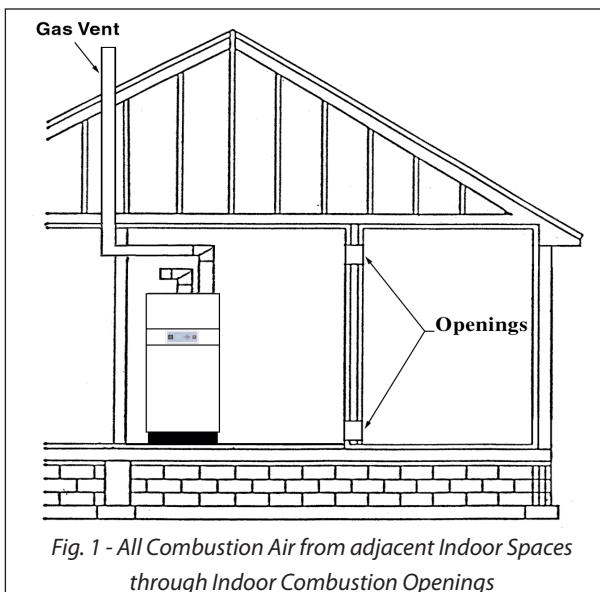 Gas Vent
Openings
Fig. 1 - All Combustion Air from adjacent Indoor Spaces
through Indoor Combustion Openings